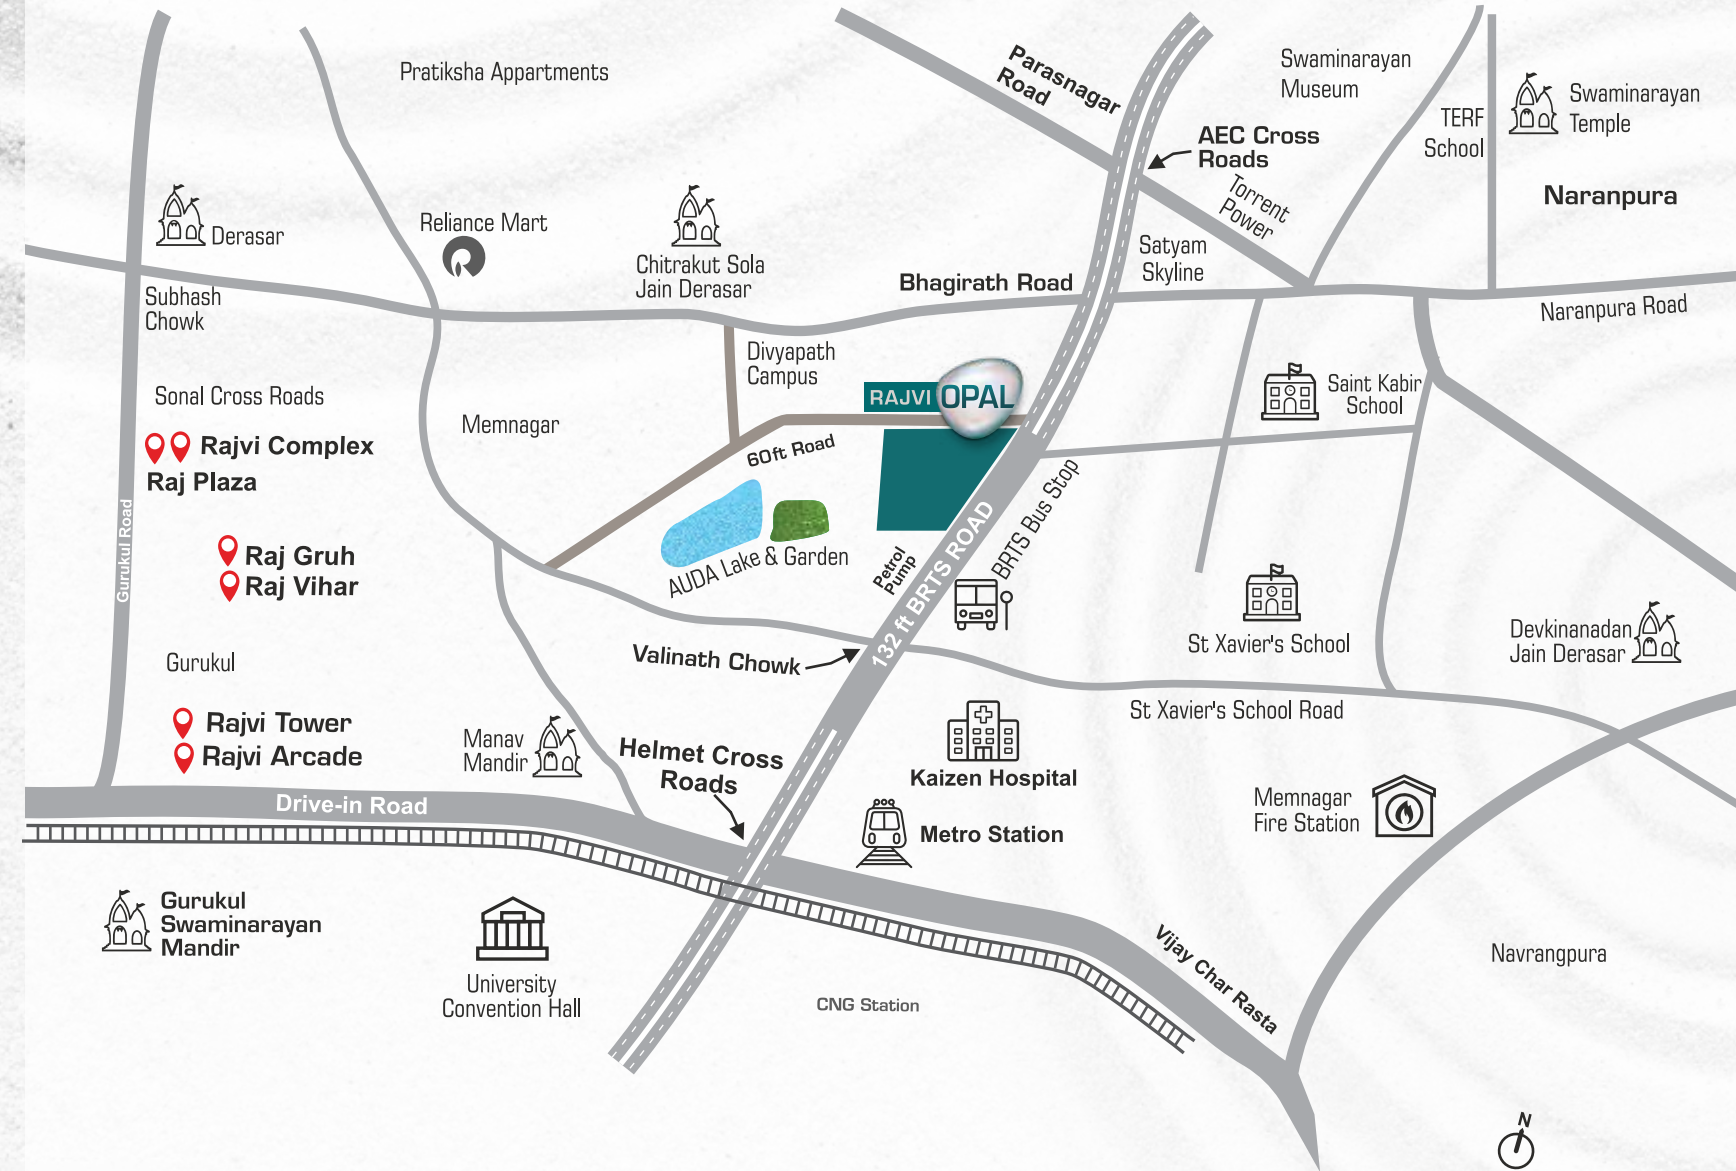 Pratiksha Appartments
Parasnagar
Road
Swaminarayan
Museum
TERF
School
Swaminarayan
Temple
AEC Cross
Roads
Torrent
Power
Naranpura
Derasar
Reliance Mart
Chitrakut Sola
Jain Derasar
Satyam
Skyline
Bhagirath Road
Naranpura Road
Subhash
Chowk
Divyapath
Campus
Sonal Cross Roads
RAJVI OPAL
Saint Kabir
School
Memnagar
Rajvi Complex
Raj Plaza
60ft Road
Gurukul Road
Raj Gruh
Raj Vihar
AUDA Lake & Garden
Petrol
Pump
132 ft BRTS ROAD
BRTS Bus Stop
St Xavier's School
Devkinanadan
Jain Derasar
Valinath Chowk
Gurukul
St Xavier's School Road
Rajvi Tower
Rajvi Arcade
Manav
Mandir
Helmet Cross
Roads
Kaizen Hospital
Drive-in Road
Metro Station
Memnagar
Fire Station
Gurukul
Swaminarayan
Mandir
University
Convention Hall
CNG Station
Vijay Char Rasta
Navrangpura
N